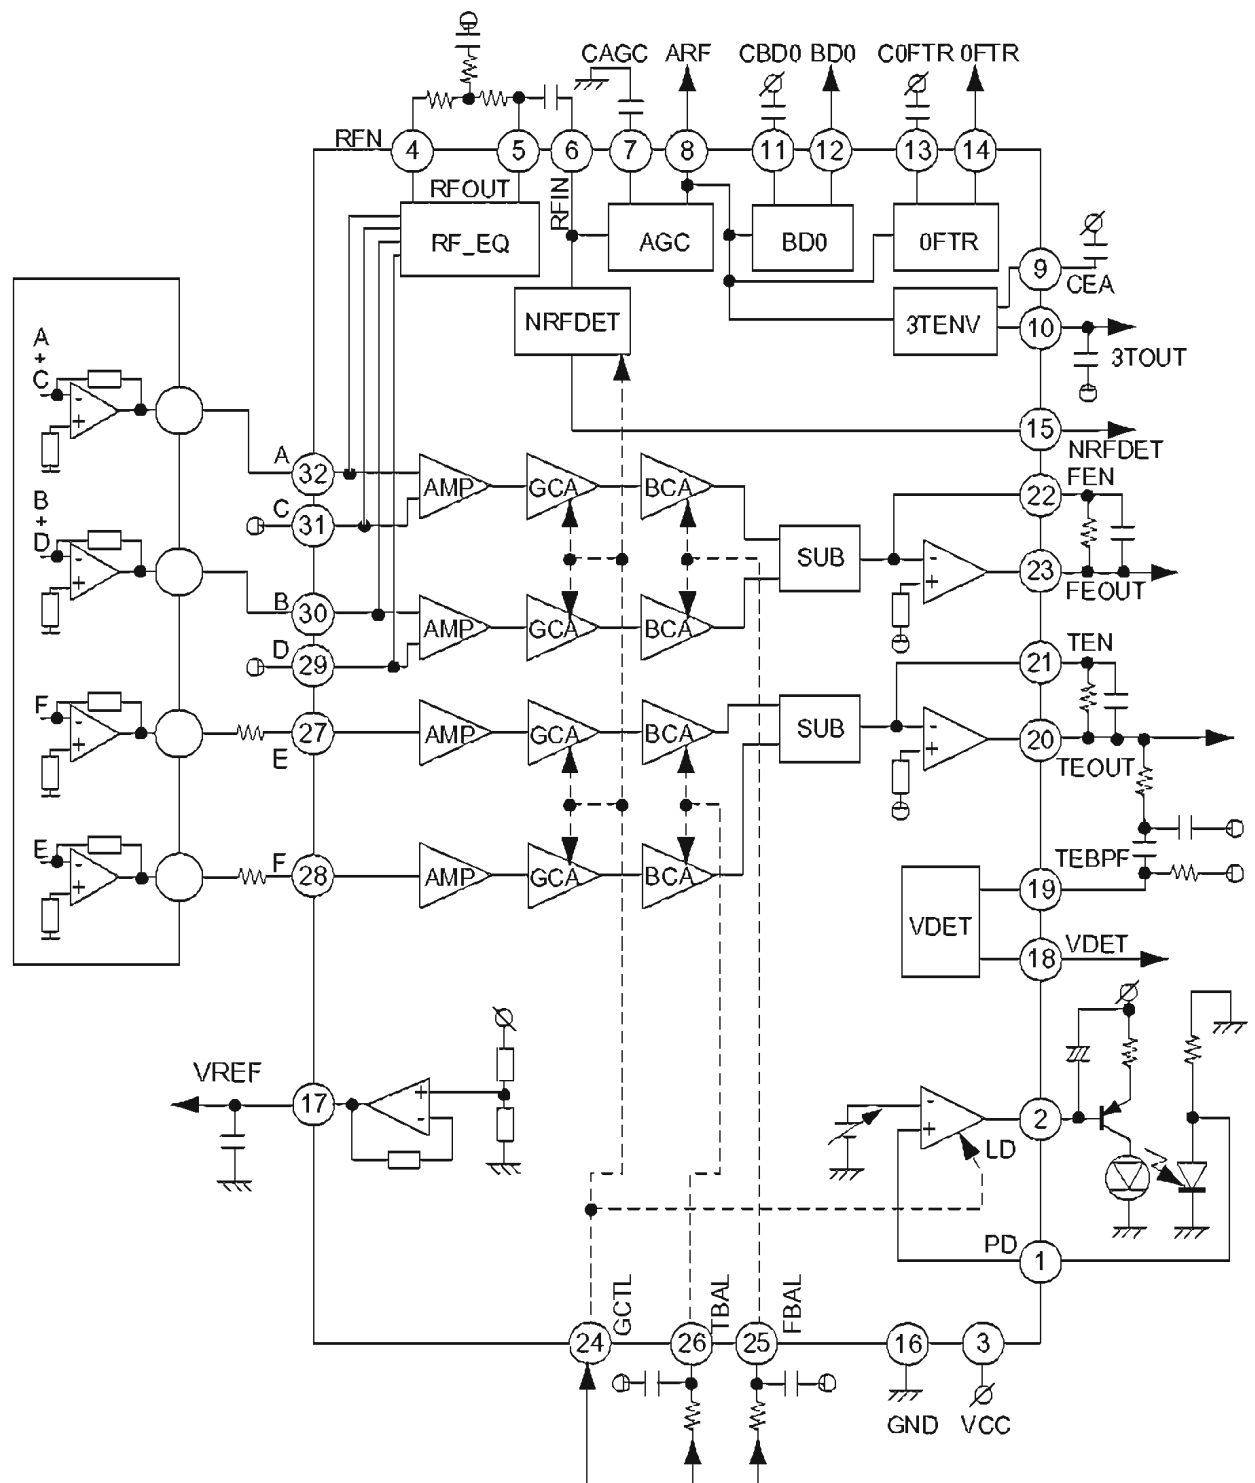 CAGC ARF CBD0 BD0 C0FTR 0FTR
RFN 4 5 6 7 8 11 12 13 14
RFOUT RFIN
RF_EQ AGC BD0 0FTR
9
CEA
NRFDET 3TENV
10
3TOUT
A
+
C
15
NRFDET
A
32 AMP GCA BCA
FEN
22
C
31
B
+
D
SUB
23
FEOUT
B
30 AMP GCA BCA
D
29
TEN
21
F
27 AMP GCA BCA SUB
E
20
TEOUT
E
F
28 AMP GCA BCA
TEBPF
19
VDET
VDET
18
VREF
17
2
LD
PD
1
GCTL TBAL FBAL
24 26 25 16 3
GND VCC
- +
- +
- +
- +
- +
- +
+ -
- +